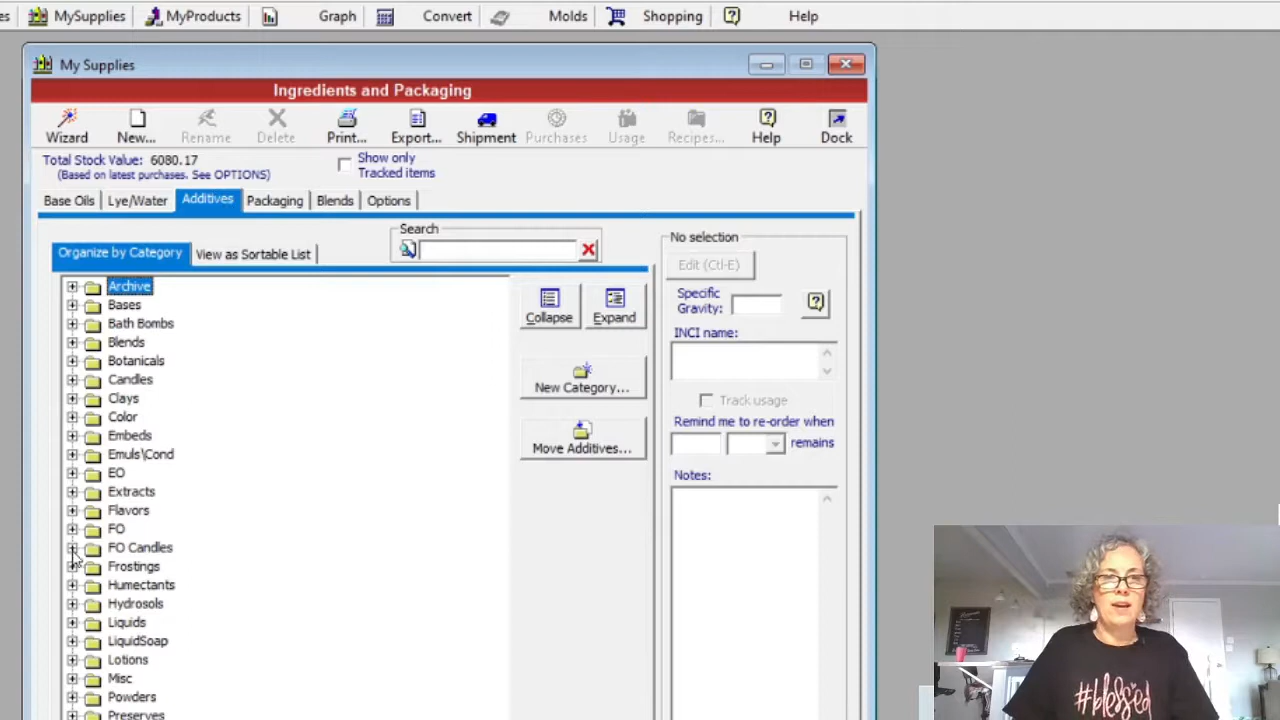 es MySupplies MyProducts Graph Convert Molds Shopping Help
My Supplies
Ingredients and Packaging
Wizard New... Rename Delete Print... Export... Shipment Purchases Usage Recipes... Help Dock
Total Stock Value: 6080.17
(Based on latest purchases. See OPTIONS)
Show only
Tracked items
Base Oils Lye/Water Additives Packaging Blends Options
Search
Organize by Category View as Sortable List
Archive
Bases
Bath Bombs
Blends
Botanicals
Candles
Clays
Color
Embeds
Emuls\Cond
EO
Extracts
Flavors
FO
FO Candles
Frostings
Humectants
Hydrosols
Liquids
LiquidSoap
Lotions
Misc
Powders
Preserves
Collapse Expand
New Category...
Move Additives...
No selection
Edit (Ctl-E)
Specific
Gravity:
INCI name:
Track usage
Remind me to re-order when
remains
Notes:
#blessed